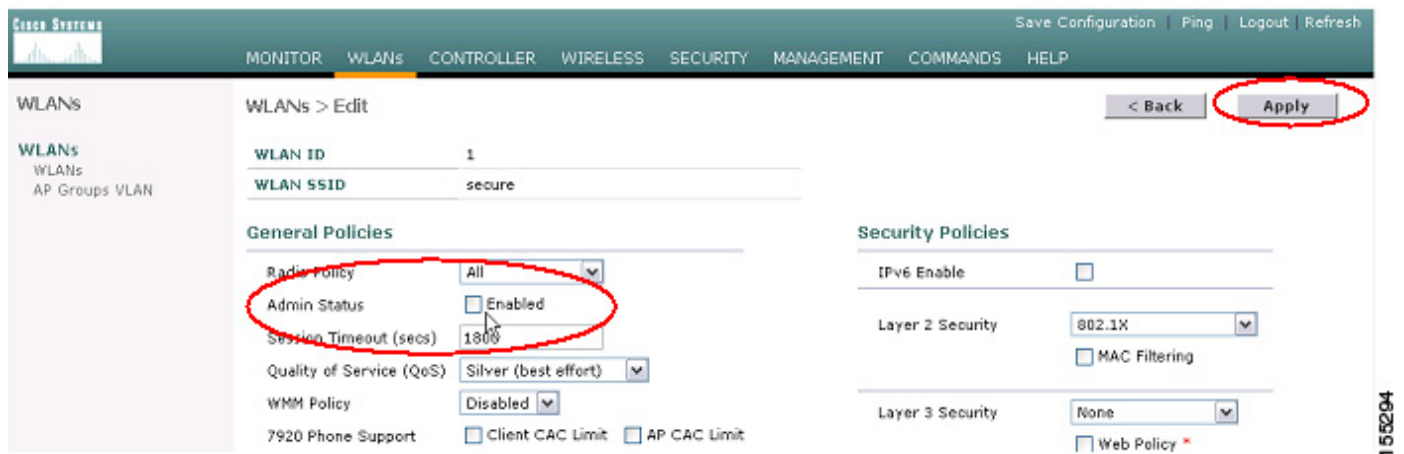 CISCO SYSTEMS
Save Configuration | Ping | Logout | Refresh
MONITOR WLANs CONTROLLER WIRELESS SECURITY MANAGEMENT COMMANDS HELP
WLANs
WLANs > Edit
< Back
Apply
WLANs
WLANs
AP Groups VLAN
WLAN ID 1
WLAN SSID secure
General Policies
Radio Policy All
Admin Status Enabled
Session Timeout (secs) 1800
Quality of Service (QoS) Silver (best effort)
WMM Policy Disabled
7920 Phone Support Client CAC Limit AP CAC Limit
Security Policies
IPv6 Enable
Layer 2 Security 802.1X
MAC Filtering
Layer 3 Security None
Web Policy *
155294